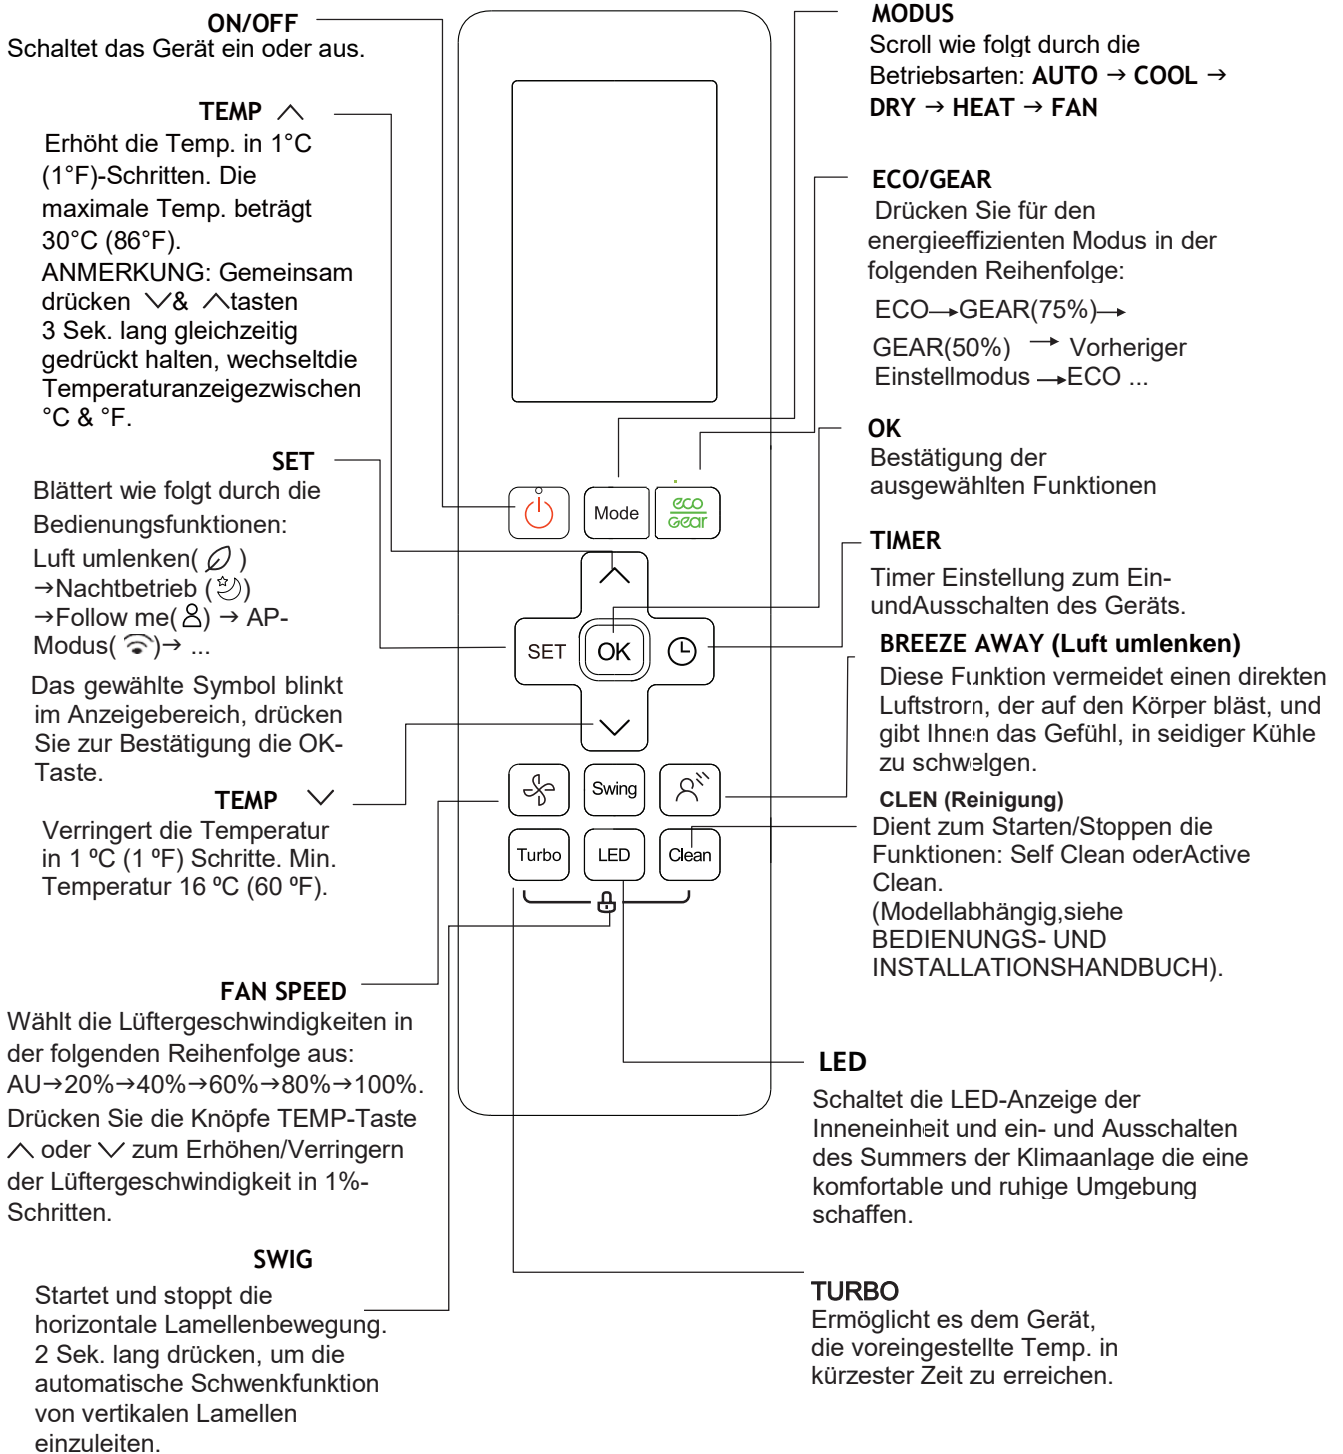 ON/OFF
Schaltet das Gerät ein oder aus.
TEMP
Erhöht die Temp. in 1°C
(1°F)-Schritten. Die
maximale Temp. beträgt
30°C (86°F).
ANMERKUNG: Gemeinsam
drücken & tasten
3 Sek. lang gleichzeitig
gedrückt halten, wechseltdie
Temperaturanzeigezwischen
°C & °F.
SET
Blättert wie folgt durch die
Bedienungsfunktionen:
Luft umlenken( )
→Nachtbetrieb ( )
→Follow me( ) → AP-
Modus( )→ ...
Das gewählte Symbol blinkt
im Anzeigebereich, drücken
Sie zur Bestätigung die OK-
Taste.
TEMP
Verringert die Temperatur
in 1 ºC (1 ºF) Schritte. Min.
Temperatur 16 ºC (60 ºF).
FAN SPEED
Wählt die Lüftergeschwindigkeiten in
der folgenden Reihenfolge aus:
AU→20%→40%→60%→80%→100%.
Drücken Sie die Knöpfe TEMP-Taste
oder zum Erhöhen/Verringern
der Lüftergeschwindigkeit in 1%-
Schritten.
SWIG
Startet und stoppt die
horizontale Lamellenbewegung.
2 Sek. lang drücken, um die
automatische Schwenkfunktion
von vertikalen Lamellen
einzuleiten.
Mode
eco
Gear
SET
OK
Swing
Turbo
LED
Clean
MODUS
Scroll wie folgt durch die
Betriebsarten: AUTO → COOL →
DRY → HEAT → FAN
ECO/GEAR
Drücken Sie für den
energieeffizienten Modus in der
folgenden Reihenfolge:
ECO→GEAR(75%)→
GEAR(50%) → Vorheriger
Einstellmodus →ECO ...
OK
Bestätigung der
ausgewählten Funktionen
TIMER
Timer Einstellung zum Ein-
undAusschalten des Geräts.
BREEZE AWAY (Luft umlenken)
Diese Funktion vermeidet einen direkten
Luftstrom, der auf den Körper bläst, und
gibt Ihnen das Gefühl, in seidiger Kühle
zu schwelgen.
CLEN (Reinigung)
Dient zum Starten/Stoppen die
Funktionen: Self Clean oderActive
Clean.
(Modellabhängig,siehe
BEDIENUNGS- UND
INSTALLATIONSHANDBUCH).
LED
Schaltet die LED-Anzeige der
Inneneinheit und ein- und Ausschalten
des Summers der Klimaanlage die eine
komfortable und ruhige Umgebung
schaffen.
TURBO
Ermöglicht es dem Gerät,
die voreingestellte Temp. in
kürzester Zeit zu erreichen.